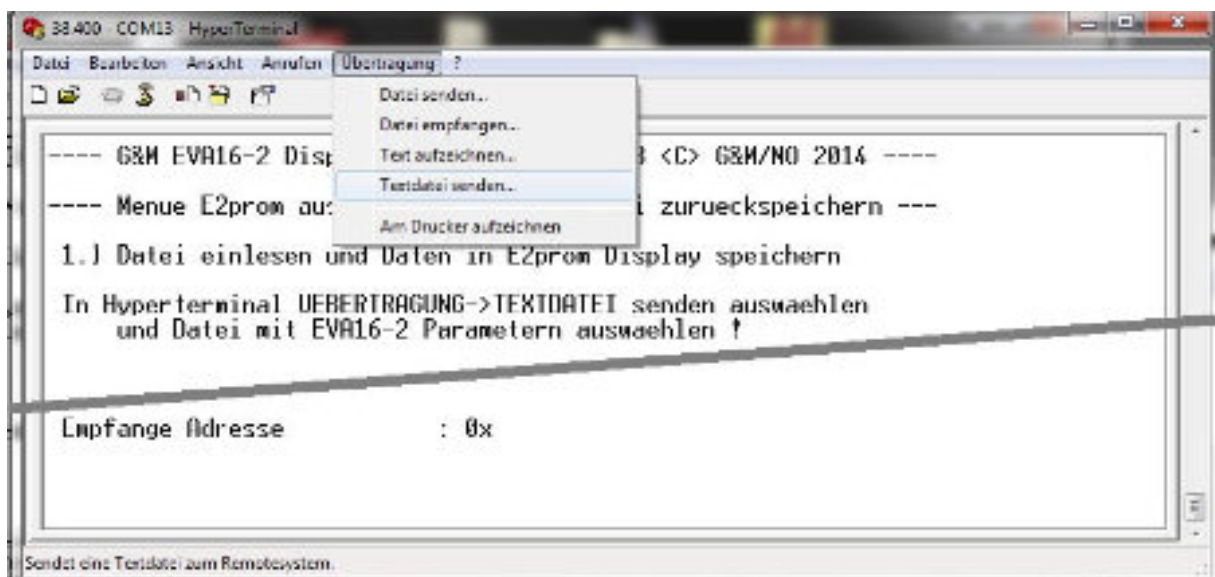 38.400 - COM13 - HyperTerminal
Datei Bearbeiten Ansicht Anrufen Übertragung ?
Datei senden...
Datei empfangen...
Text aufzeichnen...
Textdatei senden...
Am Drucker aufzeichnen
---- G&M EVA16-2 Disp <C> G&M/NO 2014 ----
---- Menue E2prom aus i zurueckspeichern ---
1.) Datei einlesen und Daten in E2prom Display speichern
In Hyperterminal UEBERTRAGUNG->TEXTDATEI senden auswaehlen
und Datei mit EVA16-2 Parametern auswaehlen !
Empfange Adresse : 0x
Sendet eine Textdatei zum Remotesystem.